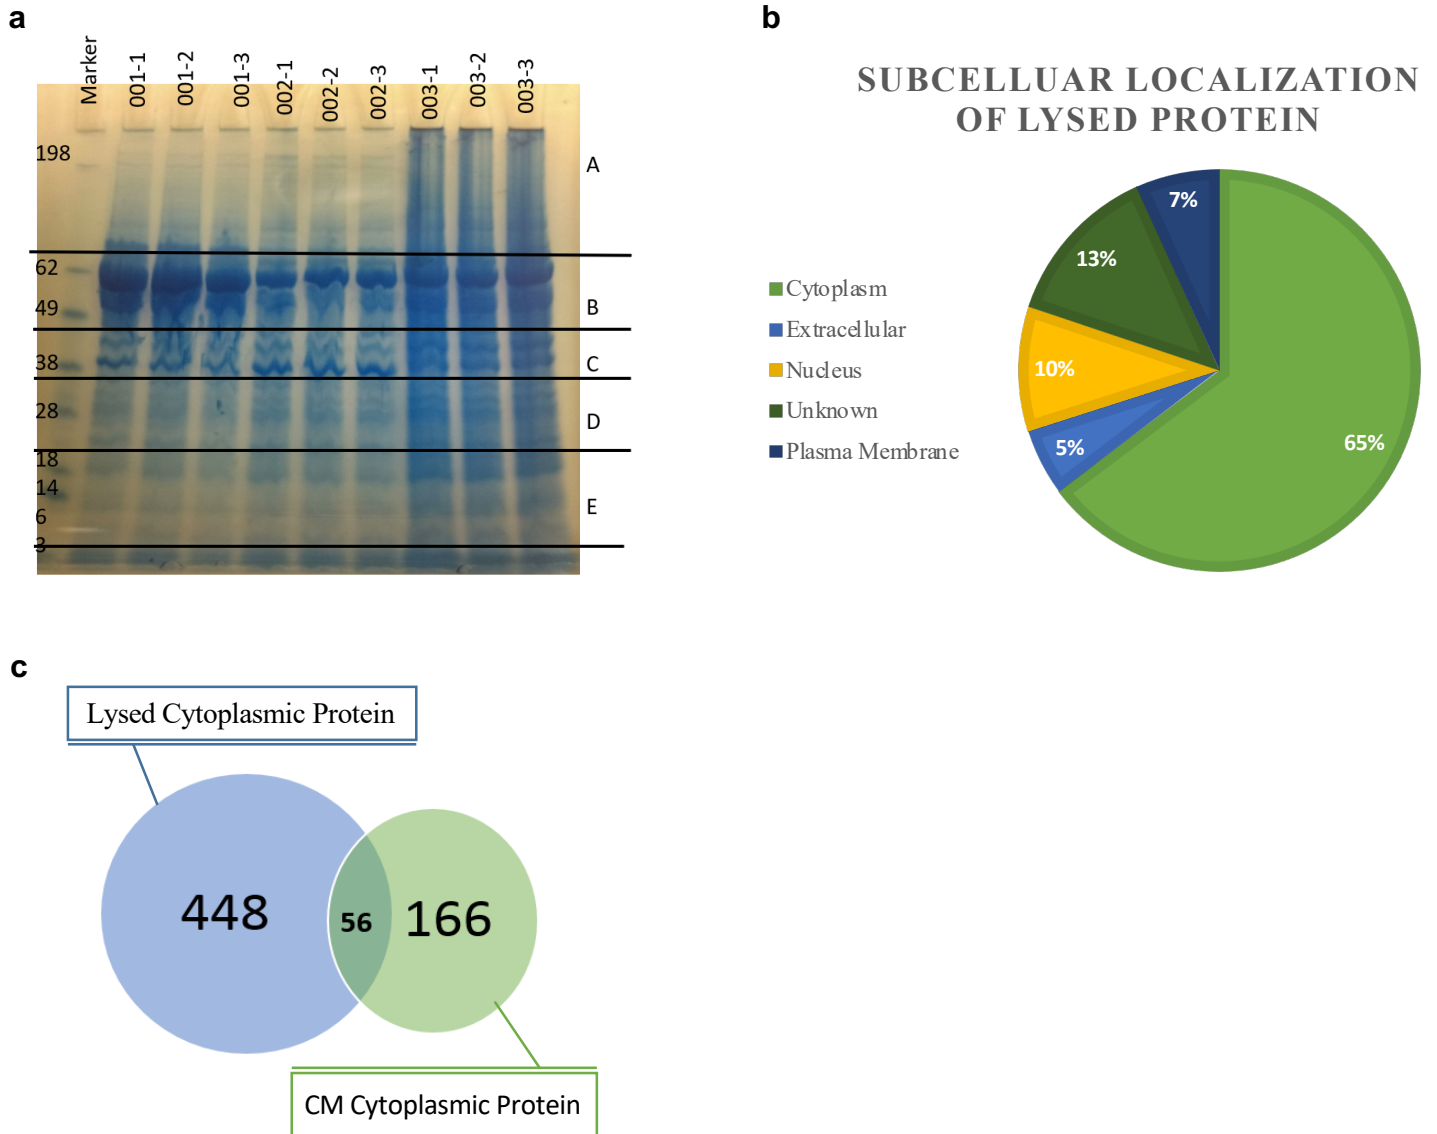 a
Marker
001-1
001-2
001-3
002-1
002-2
002-3
003-1
003-2
003-3
198
62
49
38
28
18
14
6
3
A
B
C
D
E
b
SUBCELLUAR LOCALIZATION
OF LYSED PROTEIN
Cytoplasm
Extracellular
Nucleus
Unknown
Plasma Membrane
7%
13%
10%
5%
65%
c
Lysed Cytoplasmic Protein
448
56
166
CM Cytoplasmic Protein